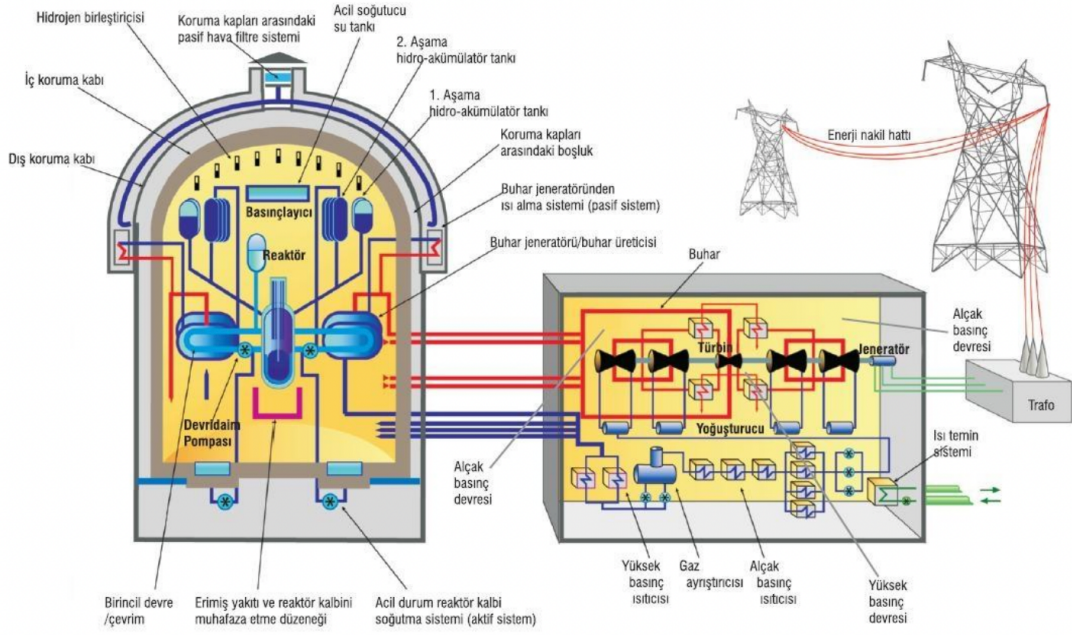 Hidrojen birleştiricisi
Koruma kapları arasındaki
pasif hava filtre sistemi
Acil soğutucu
su tankı
2. Aşama
hidro-akümülatör tankı
1. Aşama
hidro-akümülatör tankı
İç koruma kabı
Dış koruma kabı
Koruma kapları
arasındaki boşluk
Buhar jeneratöründen
ısı alma sistemi (pasif sistem)
Buhar jeneratörü/buhar üreticisi
Basınçlayıcı
Reaktör
Devridaim
Pompası
Birincil devre
/çevrim
Erimiş yakıtı ve reaktör kalbini
muhafaza etme düzeneği
Acil durum reaktör kalbi
soğutma sistemi (aktif sistem)
Enerji nakil hattı
Buhar
Türbin
Jeneratör
Alçak
basınç
devresi
Trafo
Yoğuşturucu
Isı temin
sistemi
Alçak
basınç
devresi
Yüksek
basınç
ısıtıcısı
Gaz
ayrıştırıcısı
Alçak
basınç
ısıtıcısı
Yüksek
basınç
devresi